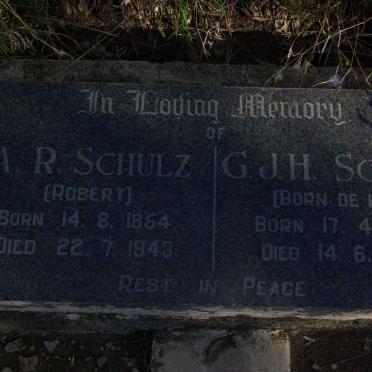 In Loving Memory
OF
A. R. SCHULZ G.J.H. SC
(ROBERT) (BORN DE
BORN 14. 8. 1864 BORN 17. 4
DIED 22. 7. 1943 DIED 14. 6.
REST IN PEACE